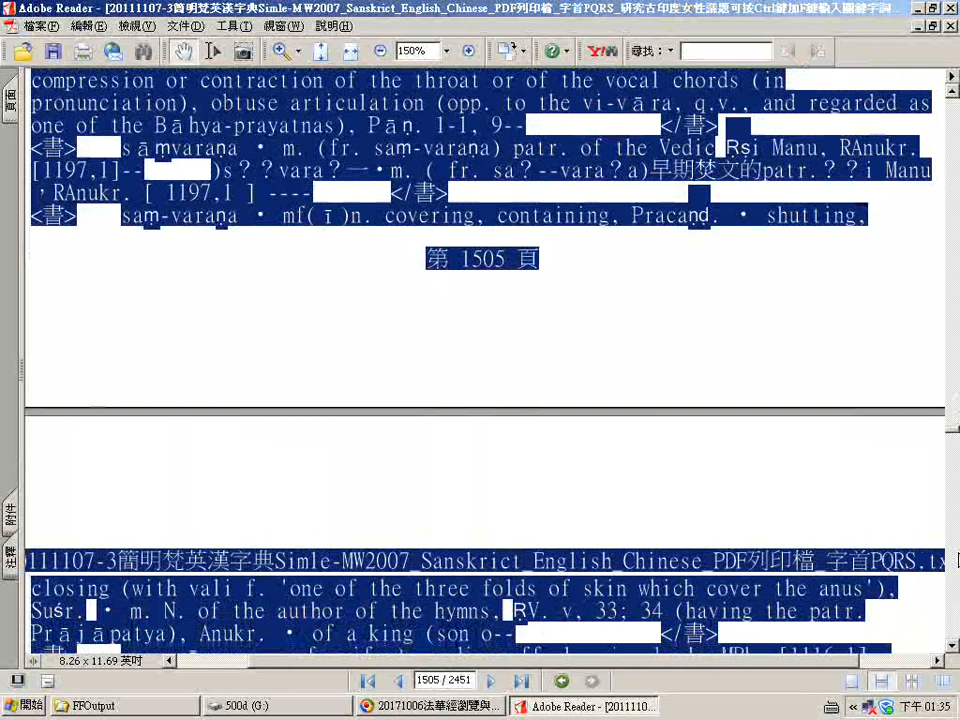 Adobe Reader - [20111107-3簡明梵英漢字典Simle-MW2007_Sanskrict_English_Chinese_PDF列印檔_字首PQRS_研究古印度女性議題可按Ctrl鍵加F鍵輸入關鍵字詞...
檔案(F) 編輯(E) 檢視(V) 文件(D) 工具(T) 視窗(W) 說明(H)
150% Y! 尋找:
頁面
compression or contraction of the throat or of the vocal chords (in
pronunciation), obtuse articulation (opp. to the vi-vāra, q.v., and regarded as
one of the Bāhya-prayatnas), Pāṇ. 1-1, 9-- </書>
<書> sāṃvaraṇa · m. (fr. saṃ-varaṇa) patr. of the Vedic Ṛṣi Manu, RAnukr.
[1197,1]-- )s？？vara？一·m. ( fr. sa？--vara？a)早期焚文的patr.？？i Manu
，RAnukr. [ 1197,1 ] ---- </書>
<書> saṃ-varaṇa · mf(ī)n. covering, containing, Pracaṇḍ. · shutting,
第 1505 頁
附件
注釋
111107-3簡明梵英漢字典Simle-MW2007_Sanskrict_English_Chinese_PDF列印檔_字首PQRS.tx
closing (with vali f. 'one of the three folds of skin which cover the anus'),
Suśr. · m. N. of the author of the hymns, ṚV. v, 33; 34 (having the patr.
Prājāpatya), Anukr. · of a king (son o-- </書>
8.26 x 11.69 英吋
1505 / 2451
開始 FFOutput 500d (G:) 20171006法華經瀏覽與... Adobe Reader - [2011110... 下午 01:35